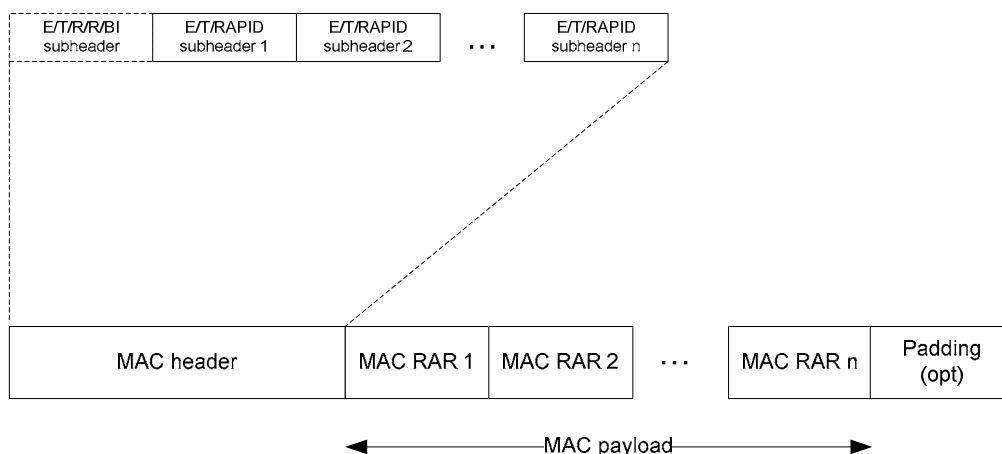 E/T/R/R/BI
subheader
E/T/RAPID
subheader 1
E/T/RAPID
subheader 2
...
E/T/RAPID
subheader n
MAC header
MAC RAR 1
MAC RAR 2
...
MAC RAR n
Padding
(opt)
MAC payload